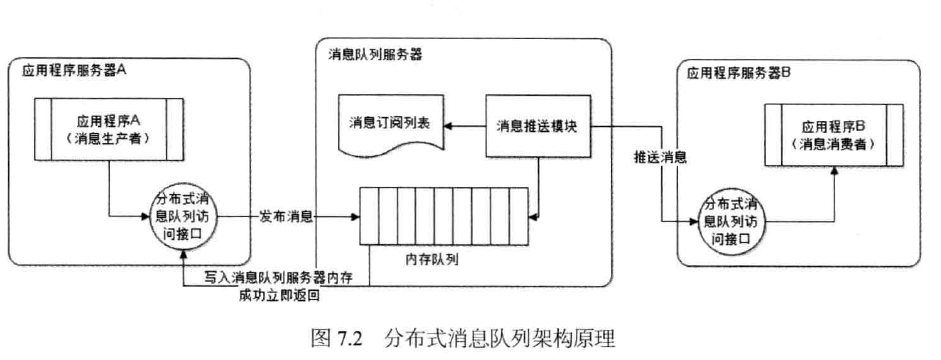 应用程序服务器A
应用程序A
（消息生产者）
分布式消
息队列访
问接口
发布消息
写入消息队列服务器内存
成功立即返回
消息队列服务器
消息订阅列表
消息推送模块
内存队列
推送消息
应用程序服务器B
应用程序B
（消息消费者）
分布式消
息队列访
问接口
图 7.2 分布式消息队列架构原理